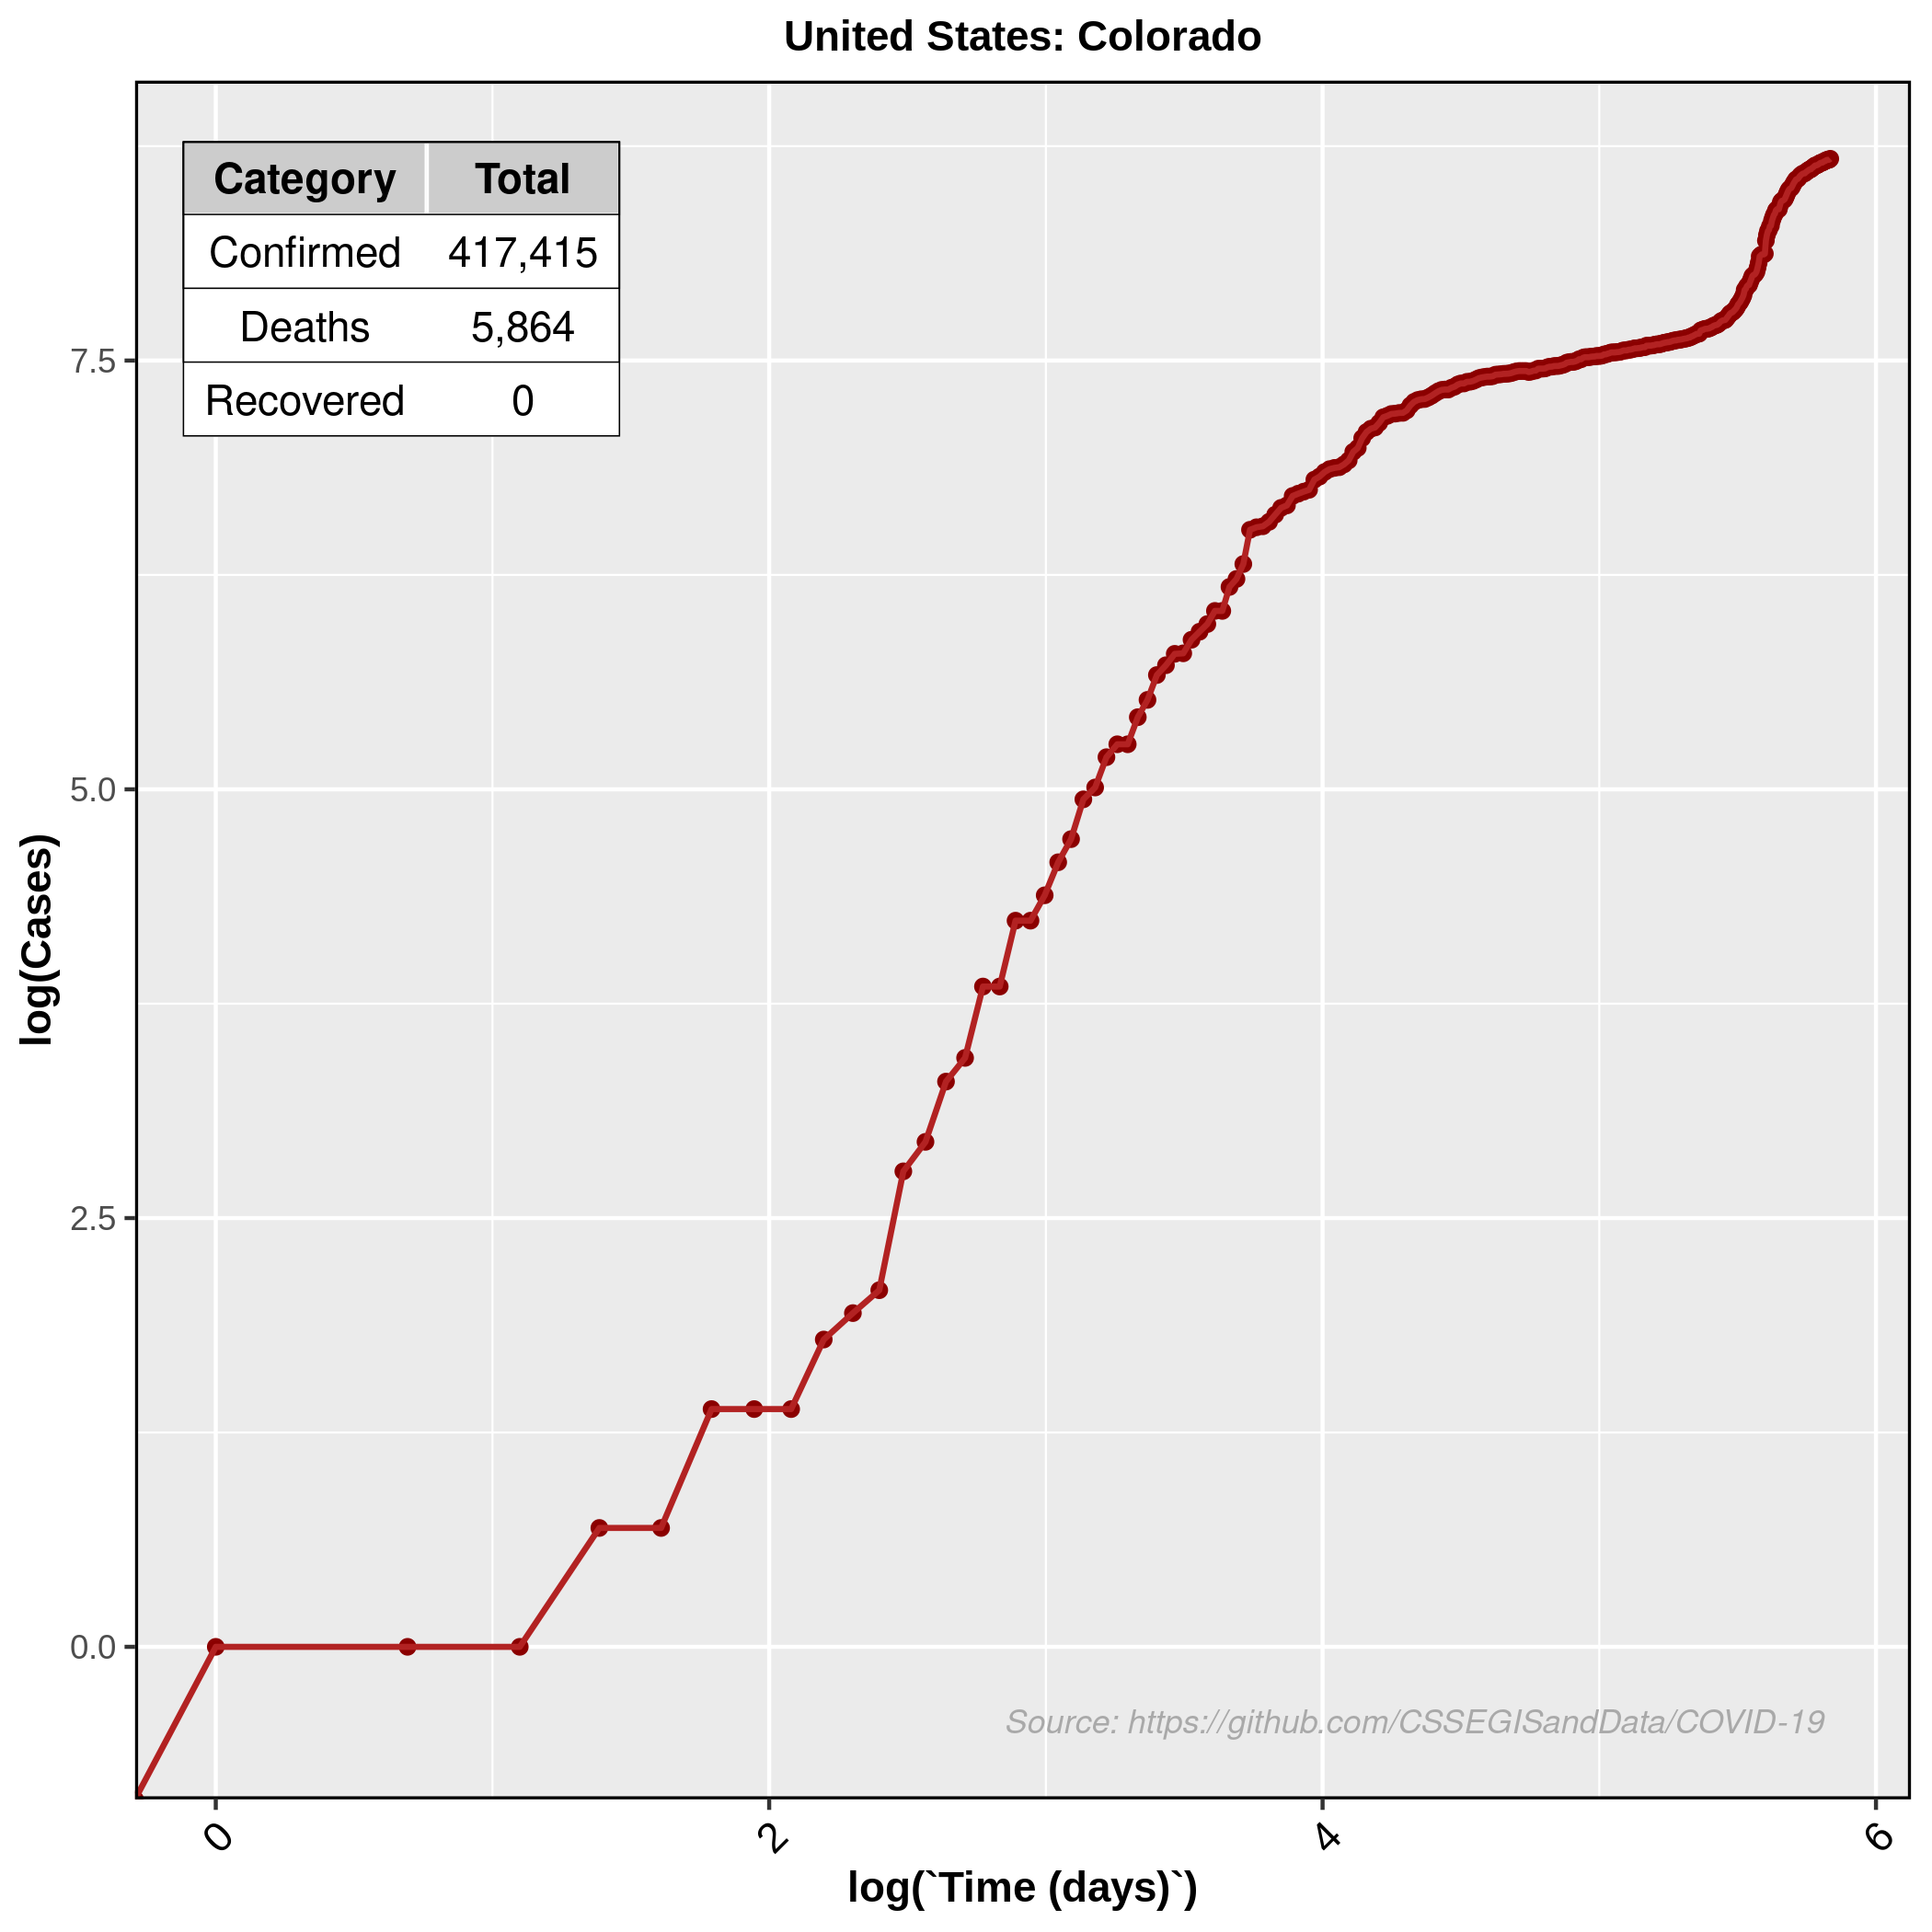 United States: Colorado
Category Total
Confirmed 417,415
Deaths 5,864
Recovered 0
7.5
5.0
2.5
0.0
log(Cases)
Source: https://github.com/CSSEGISandData/COVID-19
0 2 4 6
log(`Time (days)`)